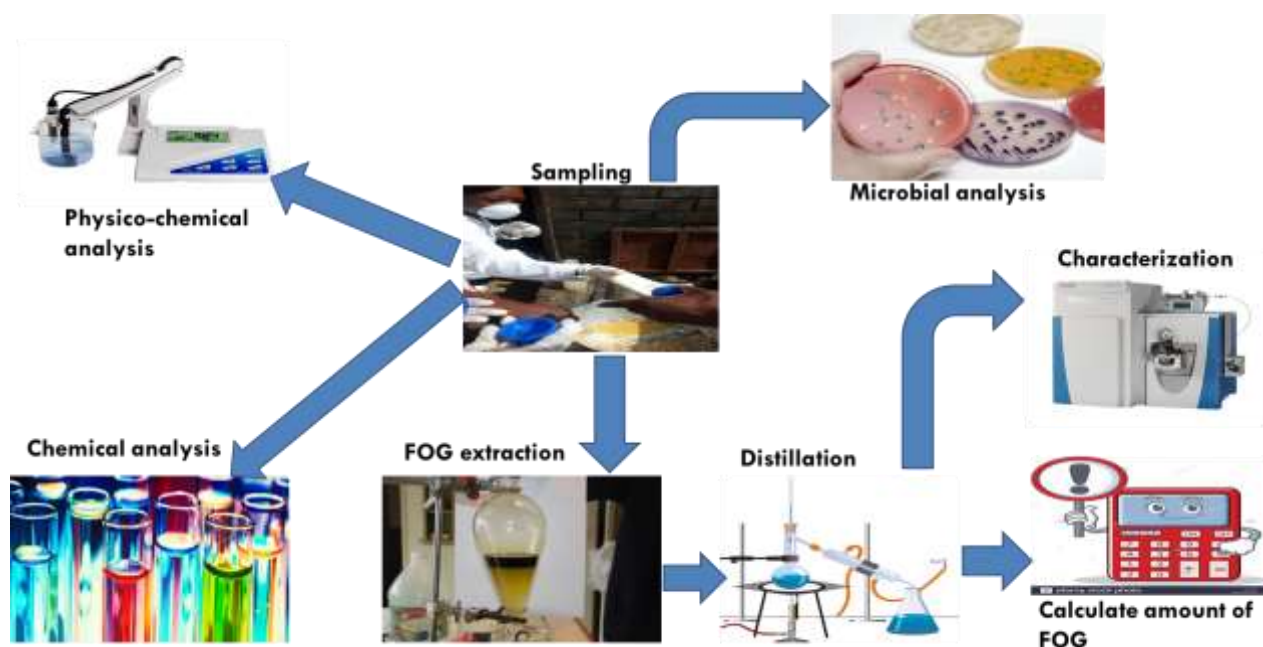 Sampling
Microbial analysis
Physico-chemical
analysis
Characterization
Chemical analysis
FOG extraction
Distillation
Calculate amount of
FOG